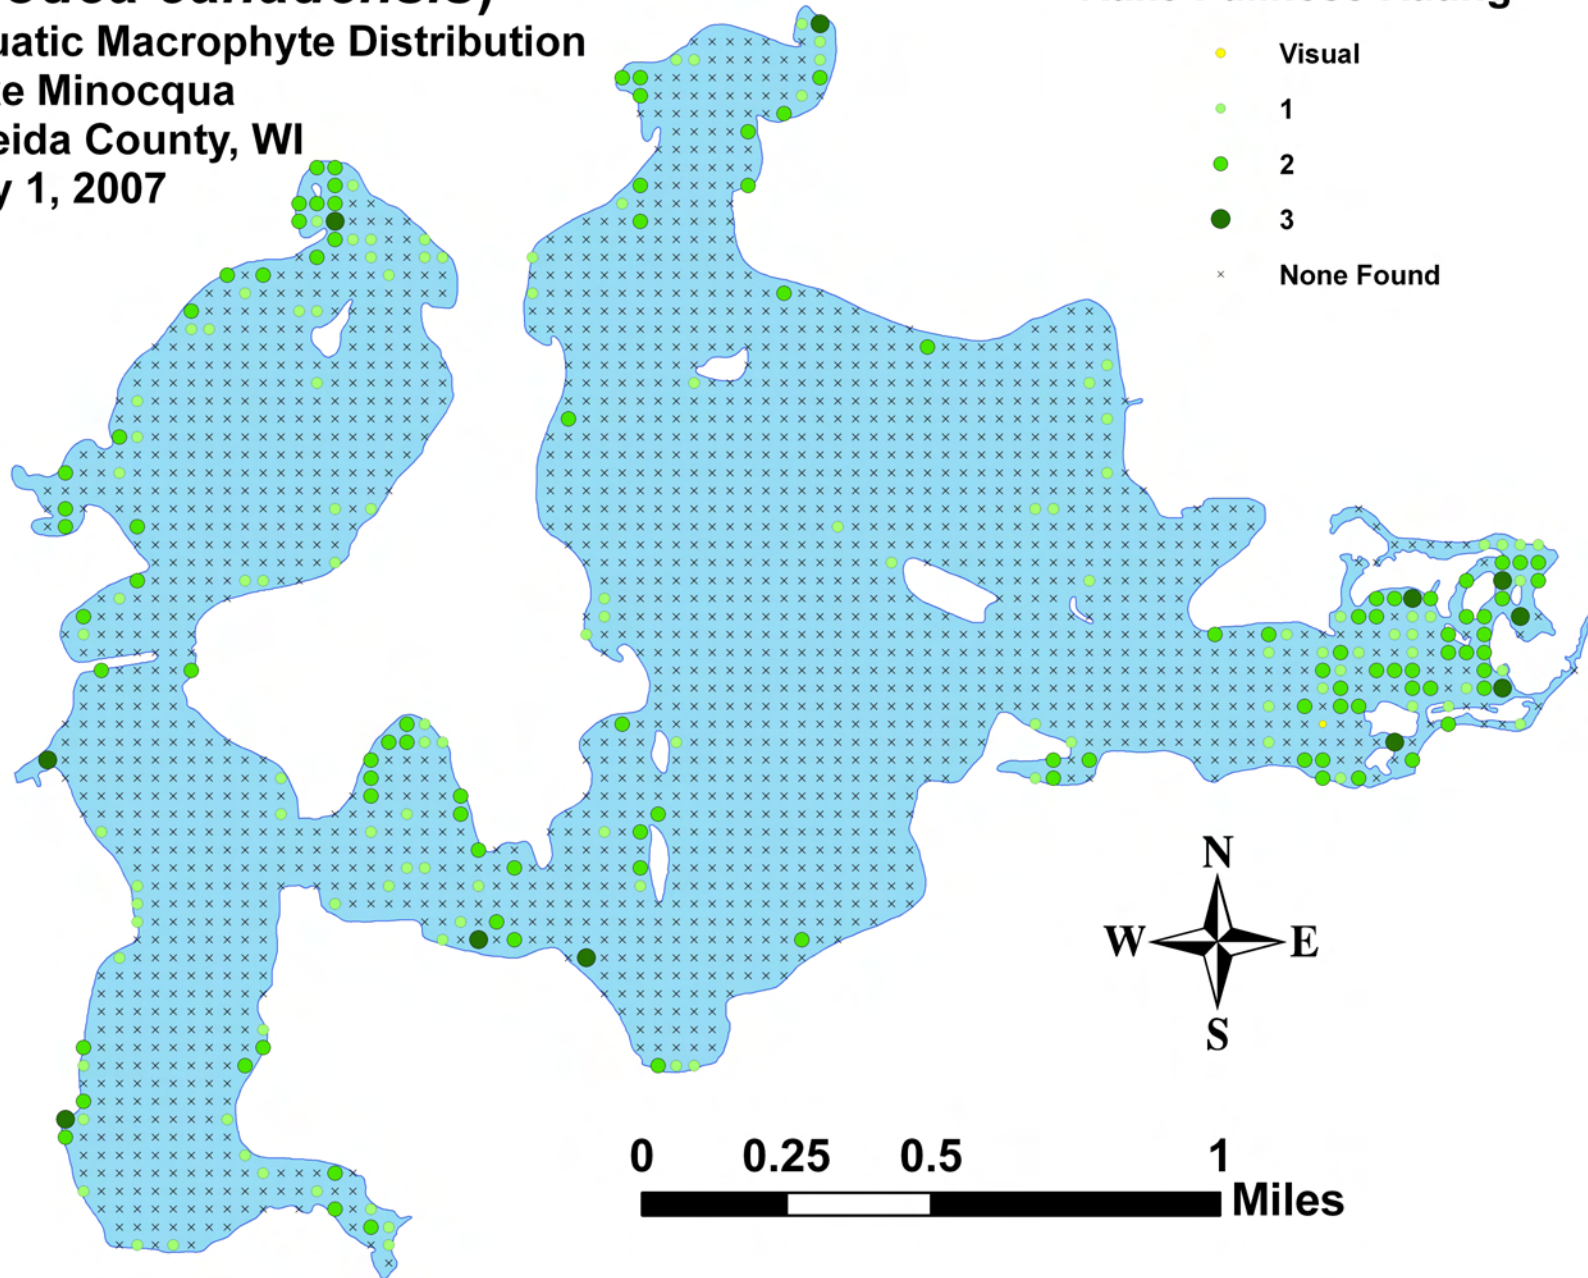 canadensis)
uatic Macrophyte Distribution
e Minocqua
eida County, WI
y 1, 2007
Visual
1
2
3
None Found
N
W E
S
0 0.25 0.5 1
Miles